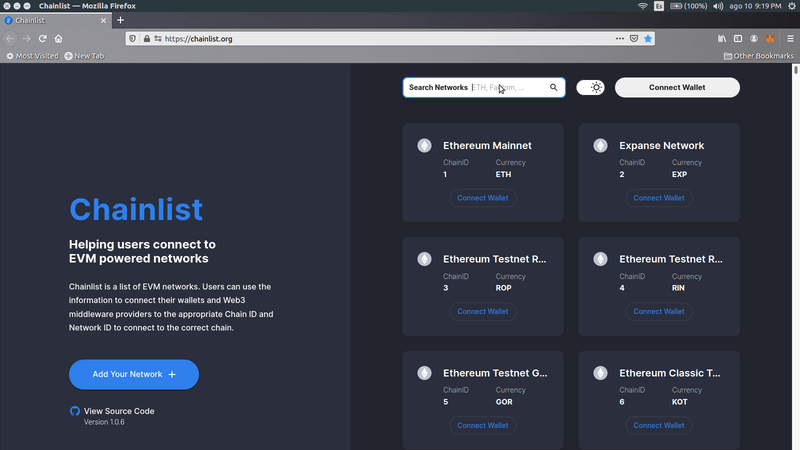 Chainlist — Mozilla Firefox
Es
(100%)
ago 10 9:19 PM
Chainlist
https://chainlist.org
Most Visited
New Tab
Other Bookmarks
Search Networks
ETH, Fantom, ...
Connect Wallet
Chainlist
Helping users connect to
EVM powered networks
Chainlist is a list of EVM networks. Users can use the
information to connect their wallets and Web3
middleware providers to the appropriate Chain ID and
Network ID to connect to the correct chain.
Add Your Network +
View Source Code
Version 1.0.6
Ethereum Mainnet
ChainID Currency
1 ETH
Connect Wallet
Expanse Network
ChainID Currency
2 EXP
Connect Wallet
Ethereum Testnet R...
ChainID Currency
3 ROP
Connect Wallet
Ethereum Testnet R...
ChainID Currency
4 RIN
Connect Wallet
Ethereum Testnet G...
ChainID Currency
5 GOR
Connect Wallet
Ethereum Classic T...
ChainID Currency
6 KOT
Connect Wallet